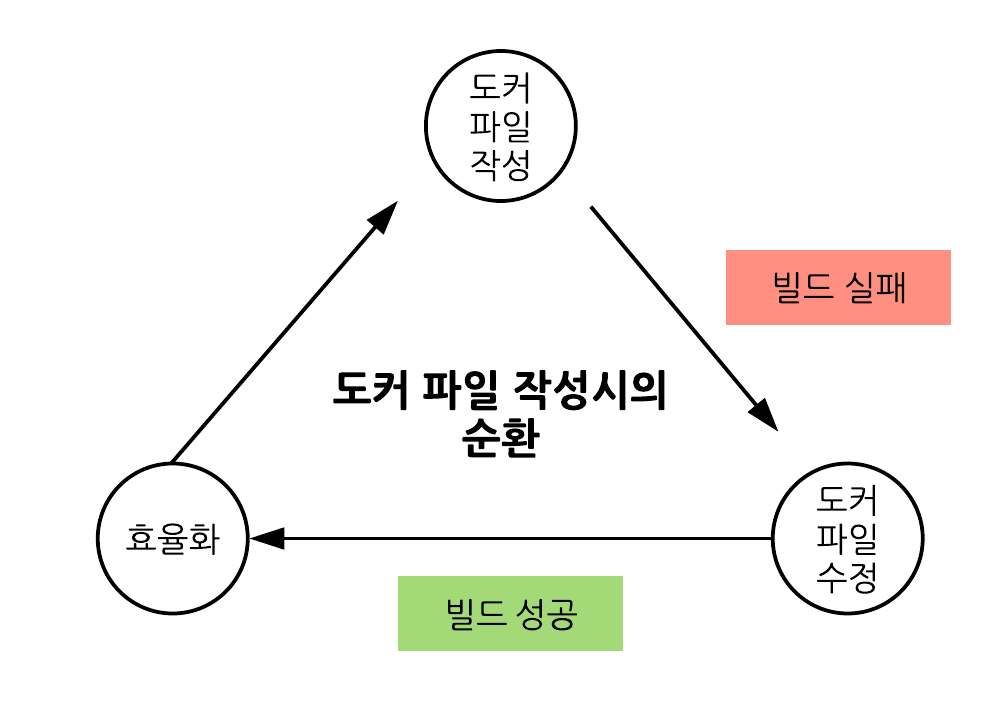 도커
파일
작성
빌드 실패
도커 파일 작성시의
순환
효율화
도커
파일
수정
빌드 성공